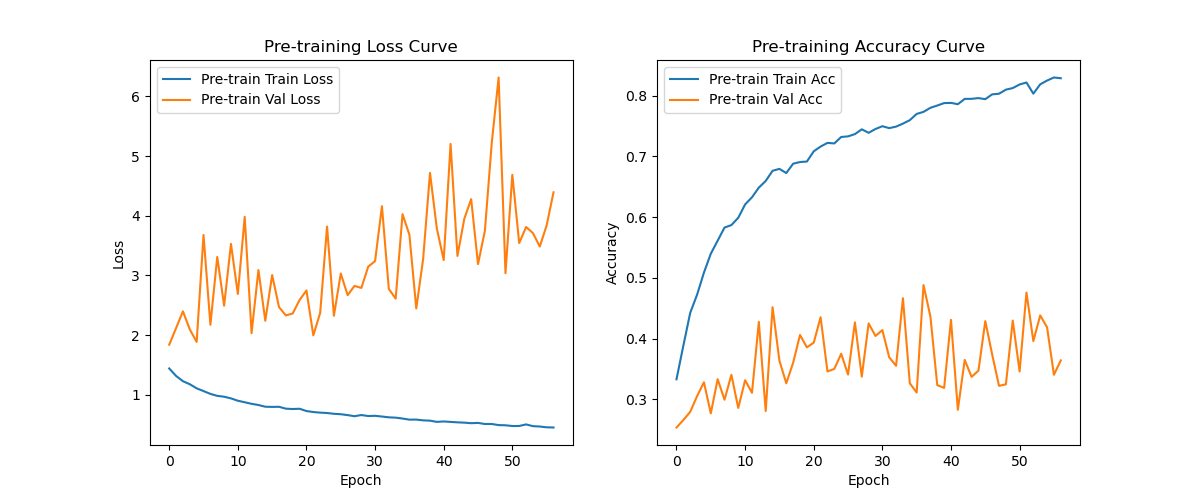 Pre-training Loss Curve
Pre-train Train Loss
Pre-train Val Loss
6
5
4
3
2
1
Loss
0
10
20
30
40
50
Epoch
Pre-training Accuracy Curve
Pre-train Train Acc
Pre-train Val Acc
0.8
0.7
0.6
0.5
0.4
0.3
Accuracy
0
10
20
30
40
50
Epoch